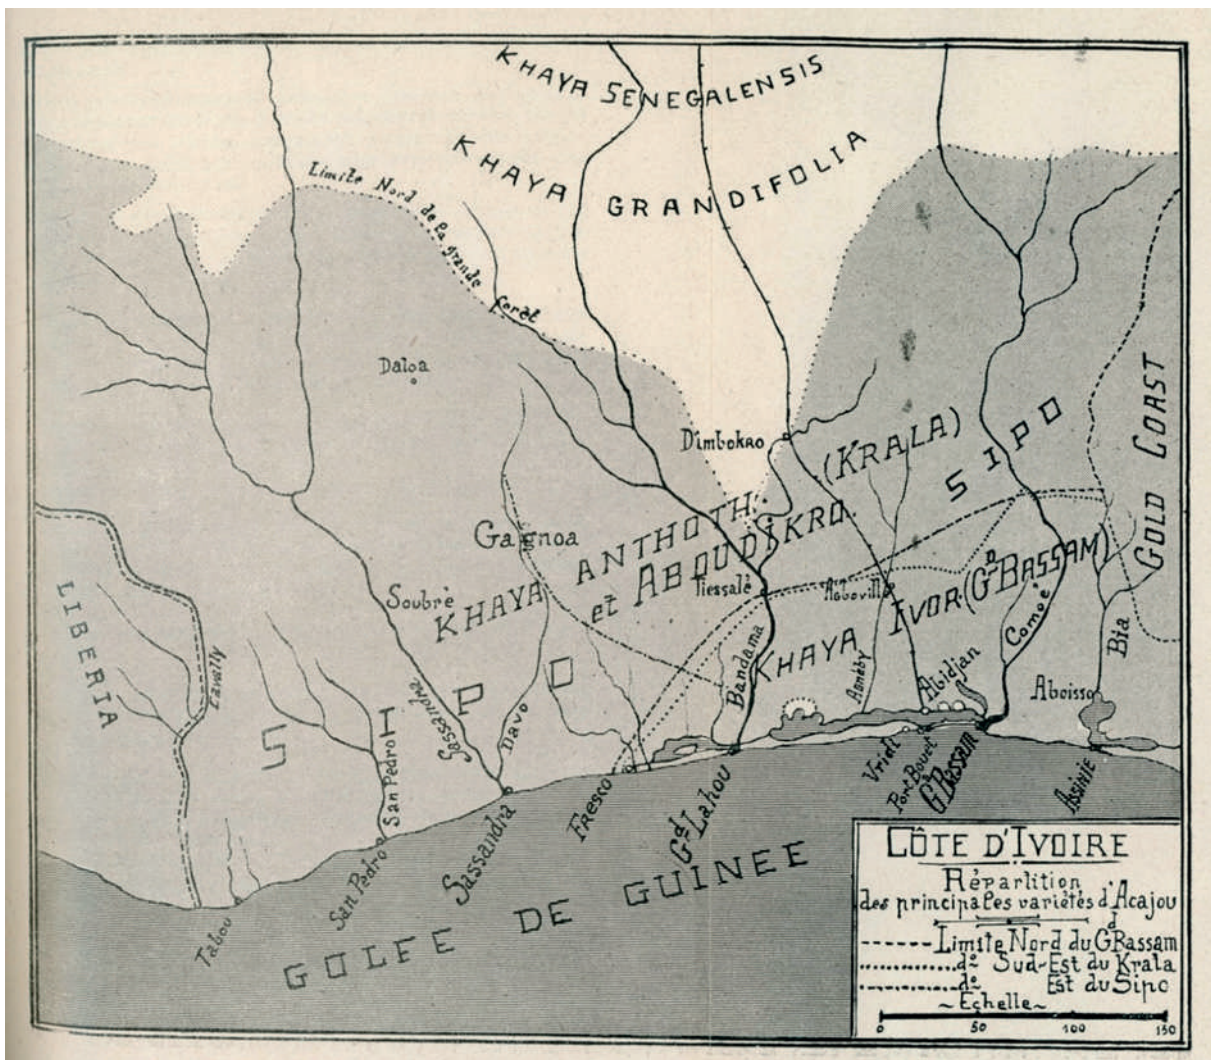 KHAYA SENEGALENSIS
KHAYA GRANDIFOLIA
Limite Nord de la grande forêt
Daloa
Dimbokro
(KRALA)
SIPO
GOLD COAST
Gagnoa
KHAYA ANTHOTH.
et ABOUDIKRO
Tiessalé
Agboville
KHAYA IVOR (Gd BASSAM)
Soubré
LIBERIA
Cavally
SIPO
San Pedro
Sassandra
Davo
Bandama
Agnéby
Abidjan
Comoé
Bia
Aboisso
Tabou
San Pedro
Sassandra
Fresco
Gd Lahou
Vridi
Port Bouet
Gd Bassam
Assinie
GOLFE DE GUINEE
CÔTE D'IVOIRE
Répartition
des principales variétés d'Acajou
Limite Nord du Gd Bassam
do Sud-Est du Krala
do Est du Sipo
~ Echelle ~
0 50 100 150